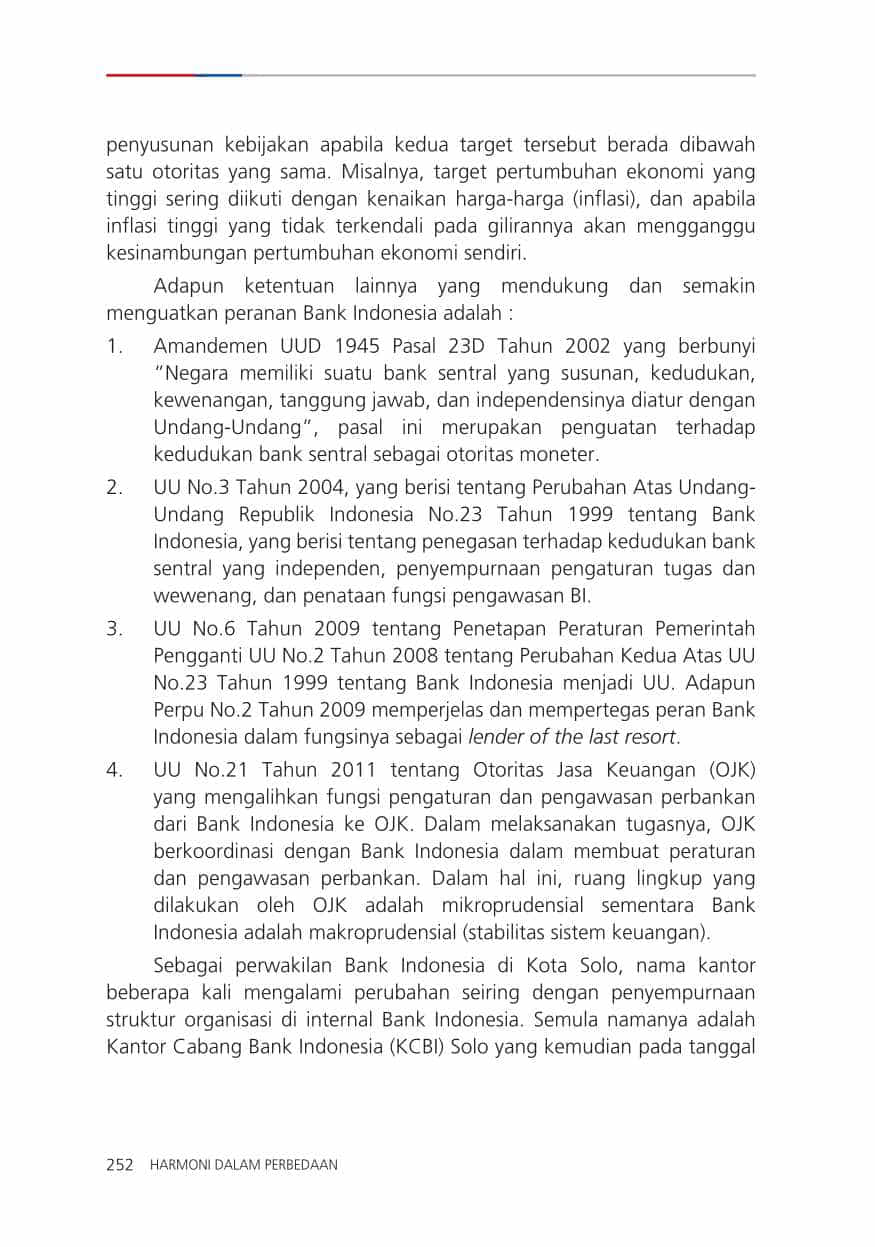 penyusunan kebijakan apabila kedua target tersebut berada dibawah
satu otoritas yang sama. Misalnya, target pertumbuhan ekonomi yang
tinggi sering diikuti dengan kenaikan harga-harga (inflasi), dan apabila
inflasi tinggi yang tidak terkendali pada gilirannya akan mengganggu
kesinambungan pertumbuhan ekonomi sendiri.
Adapun ketentuan lainnya yang mendukung dan semakin
menguatkan peranan Bank Indonesia adalah :
1. Amandemen UUD 1945 Pasal 23D Tahun 2002 yang berbunyi
“Negara memiliki suatu bank sentral yang susunan, kedudukan,
kewenangan, tanggung jawab, dan independensinya diatur dengan
Undang-Undang”, pasal ini merupakan penguatan terhadap
kedudukan bank sentral sebagai otoritas moneter.
2. UU No.3 Tahun 2004, yang berisi tentang Perubahan Atas Undang-
Undang Republik Indonesia No.23 Tahun 1999 tentang Bank
Indonesia, yang berisi tentang penegasan terhadap kedudukan bank
sentral yang independen, penyempurnaan pengaturan tugas dan
wewenang, dan penataan fungsi pengawasan BI.
3. UU No.6 Tahun 2009 tentang Penetapan Peraturan Pemerintah
Pengganti UU No.2 Tahun 2008 tentang Perubahan Kedua Atas UU
No.23 Tahun 1999 tentang Bank Indonesia menjadi UU. Adapun
Perpu No.2 Tahun 2009 memperjelas dan mempertegas peran Bank
Indonesia dalam fungsinya sebagai lender of the last resort.
4. UU No.21 Tahun 2011 tentang Otoritas Jasa Keuangan (OJK)
yang mengalihkan fungsi pengaturan dan pengawasan perbankan
dari Bank Indonesia ke OJK. Dalam melaksanakan tugasnya, OJK
berkoordinasi dengan Bank Indonesia dalam membuat peraturan
dan pengawasan perbankan. Dalam hal ini, ruang lingkup yang
dilakukan oleh OJK adalah mikroprudensial sementara Bank
Indonesia adalah makroprudensial (stabilitas sistem keuangan).
Sebagai perwakilan Bank Indonesia di Kota Solo, nama kantor
beberapa kali mengalami perubahan seiring dengan penyempurnaan
struktur organisasi di internal Bank Indonesia. Semula namanya adalah
Kantor Cabang Bank Indonesia (KCBI) Solo yang kemudian pada tanggal
252 HARMONI DALAM PERBEDAAN